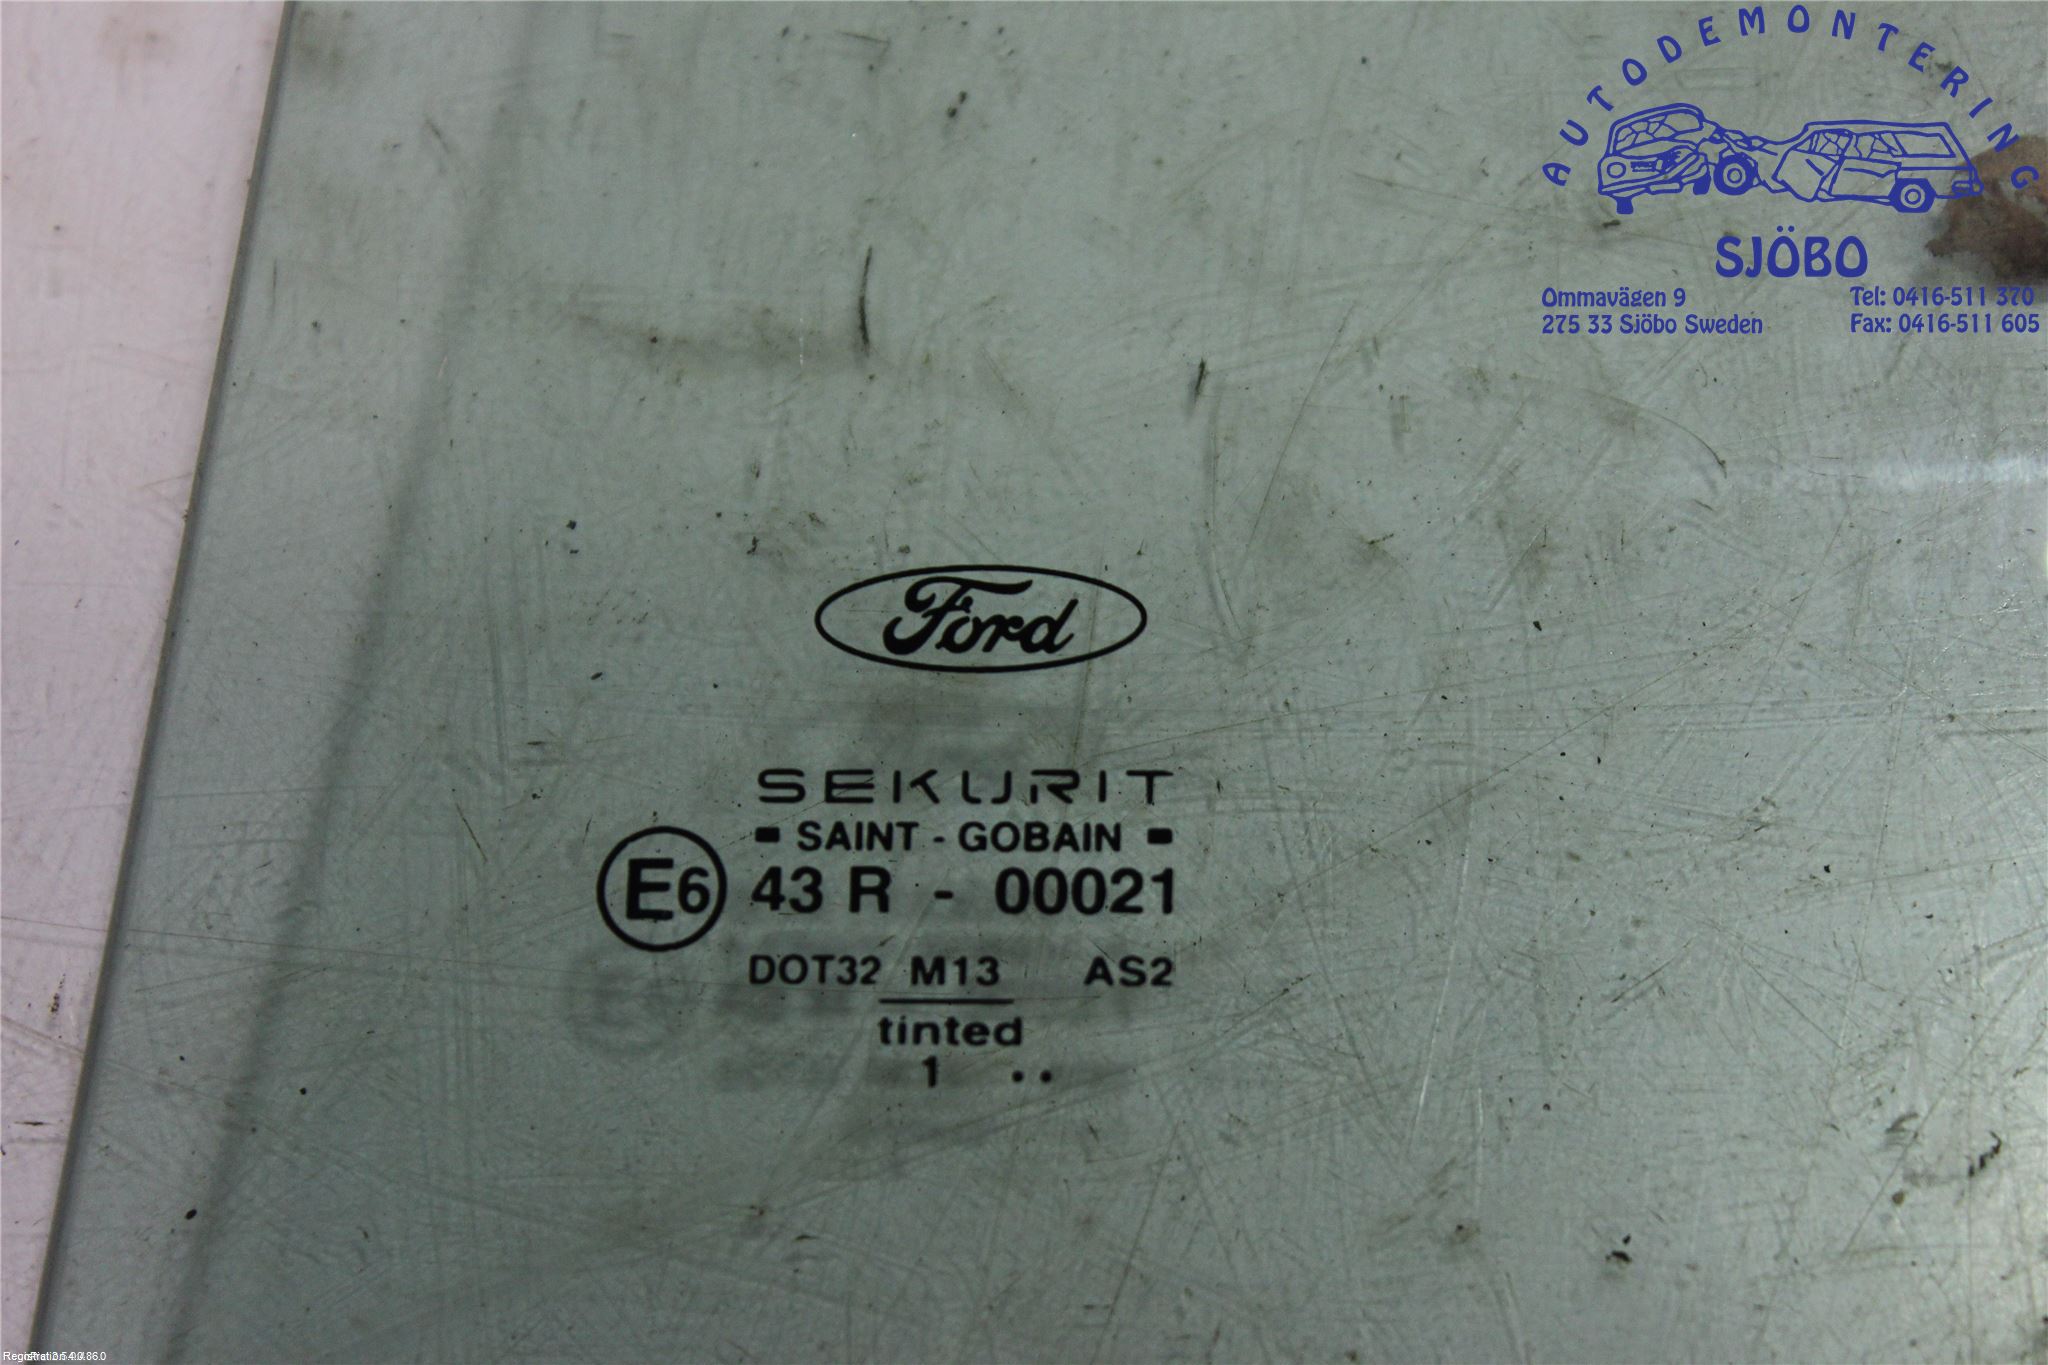 AUTODEMONTERING
SJÖBO
Ommavägen 9
275 33 Sjöbo Sweden
Tel: 0416-511 370
Fax: 0416-511 605
Ford
SEKURIT
SAINT - GOBAIN
E6 43 R - 00021
DOT32 M13 AS2
tinted
1 ..